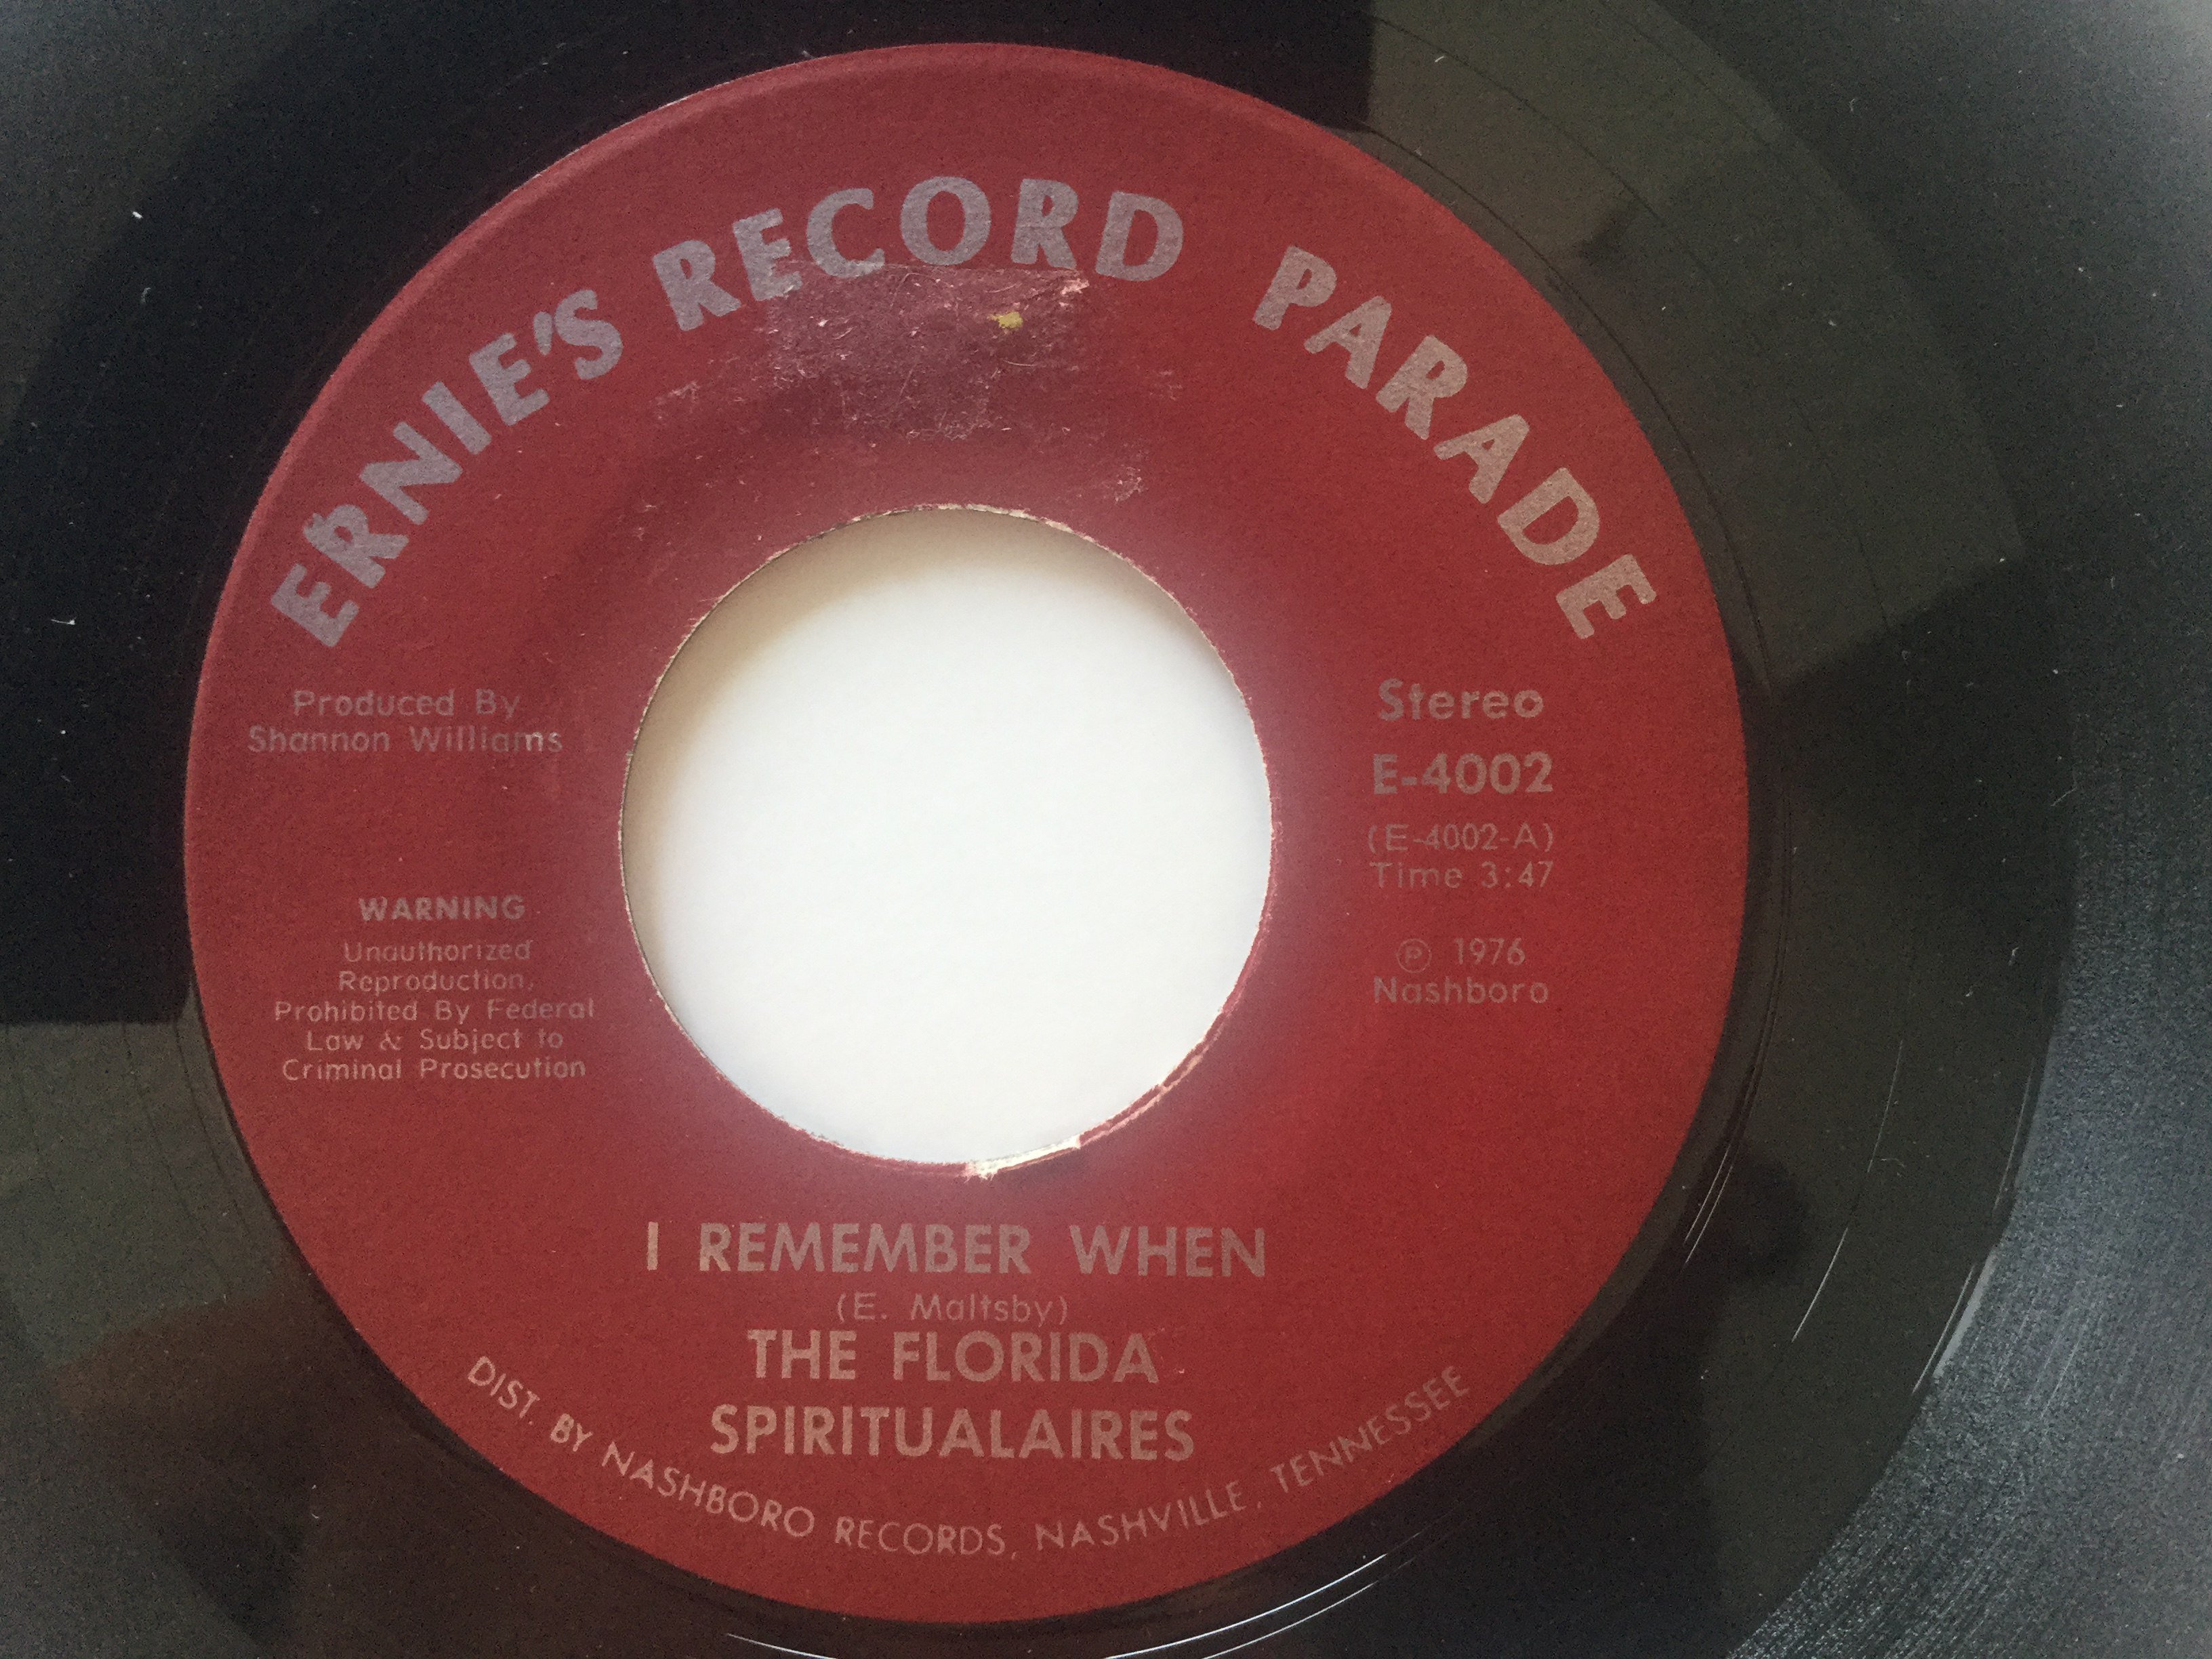 ERNIE'S RECORD PARADE
Produced By
Shannon Williams
WARNING
Unauthorized
Reproduction,
Prohibited By Federal
Law & Subject to
Criminal Prosecution
Stereo
E-4002
(E-4002-A)
Time 3:47
℗ 1976
Nashboro
I REMEMBER WHEN
(E. Maltsby)
THE FLORIDA
SPIRITUALAIRES
DIST. BY NASHBORO RECORDS, NASHVILLE, TENNESSEE